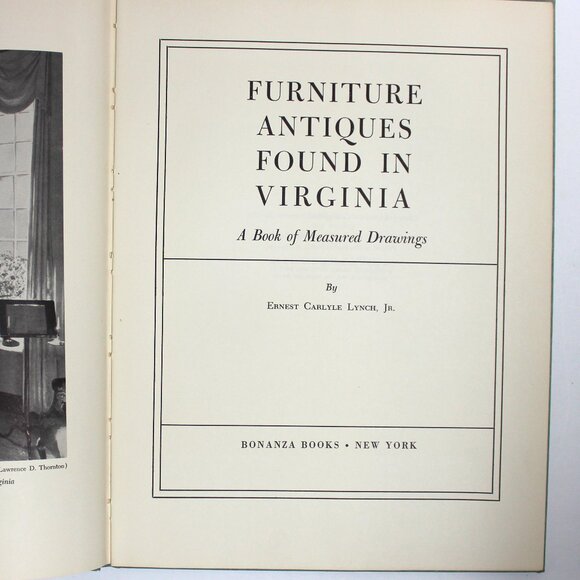 Lawrence D. Thornton)
ginia
FURNITURE
ANTIQUES
FOUND IN
VIRGINIA
A Book of Measured Drawings
By
ERNEST CARLYLE LYNCH, JR.
BONANZA BOOKS • NEW YORK